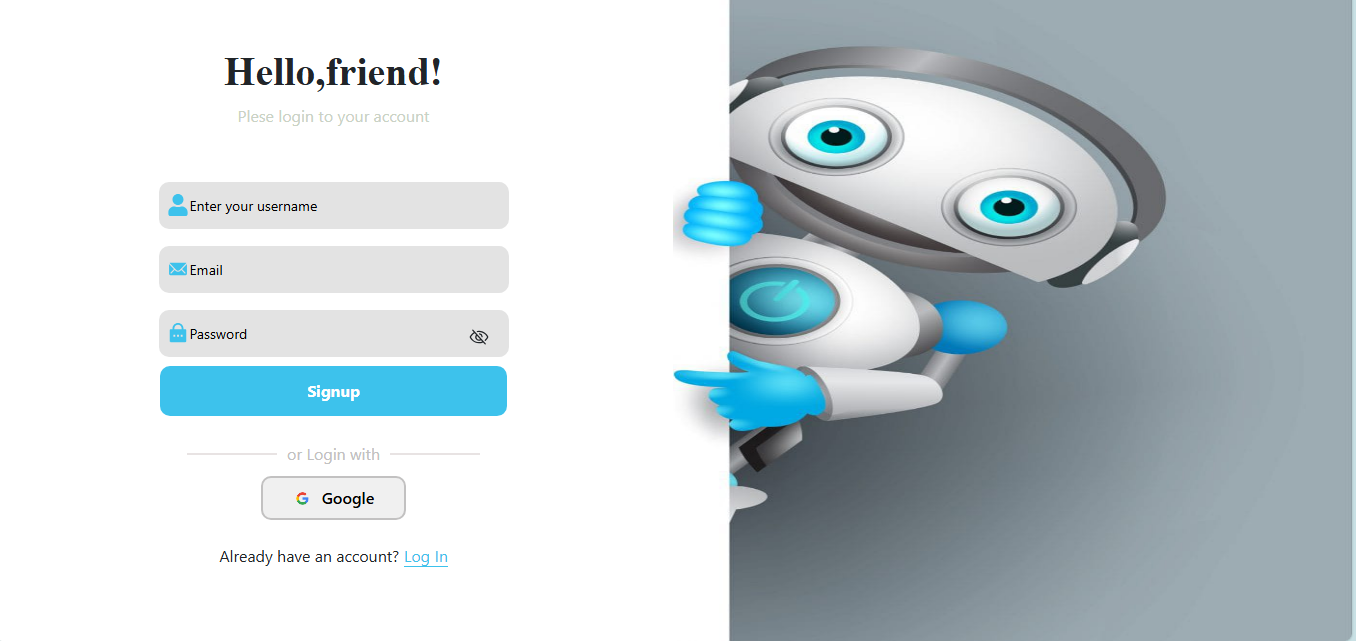 Hello,friend!
Plese login to your account
Enter your username
Email
Password
Signup
or Login with
Google
Already have an account? Log In